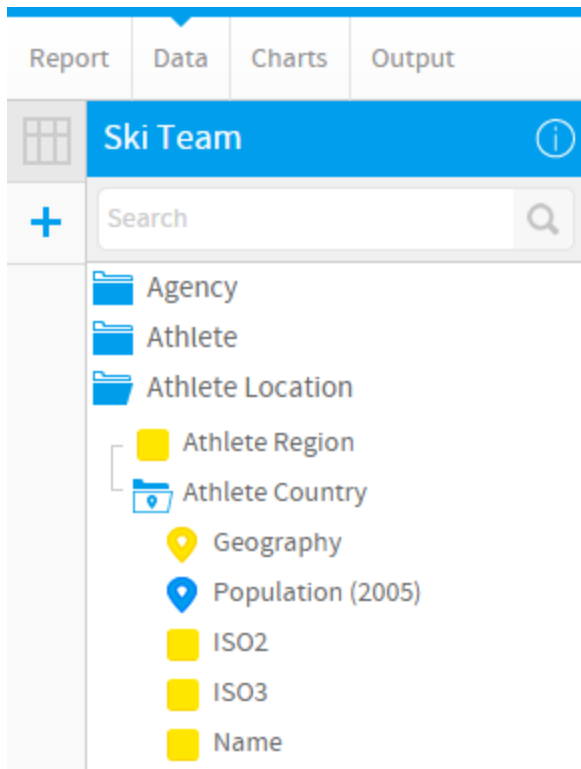 Report Data Charts Output
Ski Team
Search
Agency
Athlete
Athlete Location
Athlete Region
Athlete Country
Geography
Population (2005)
ISO2
ISO3
Name